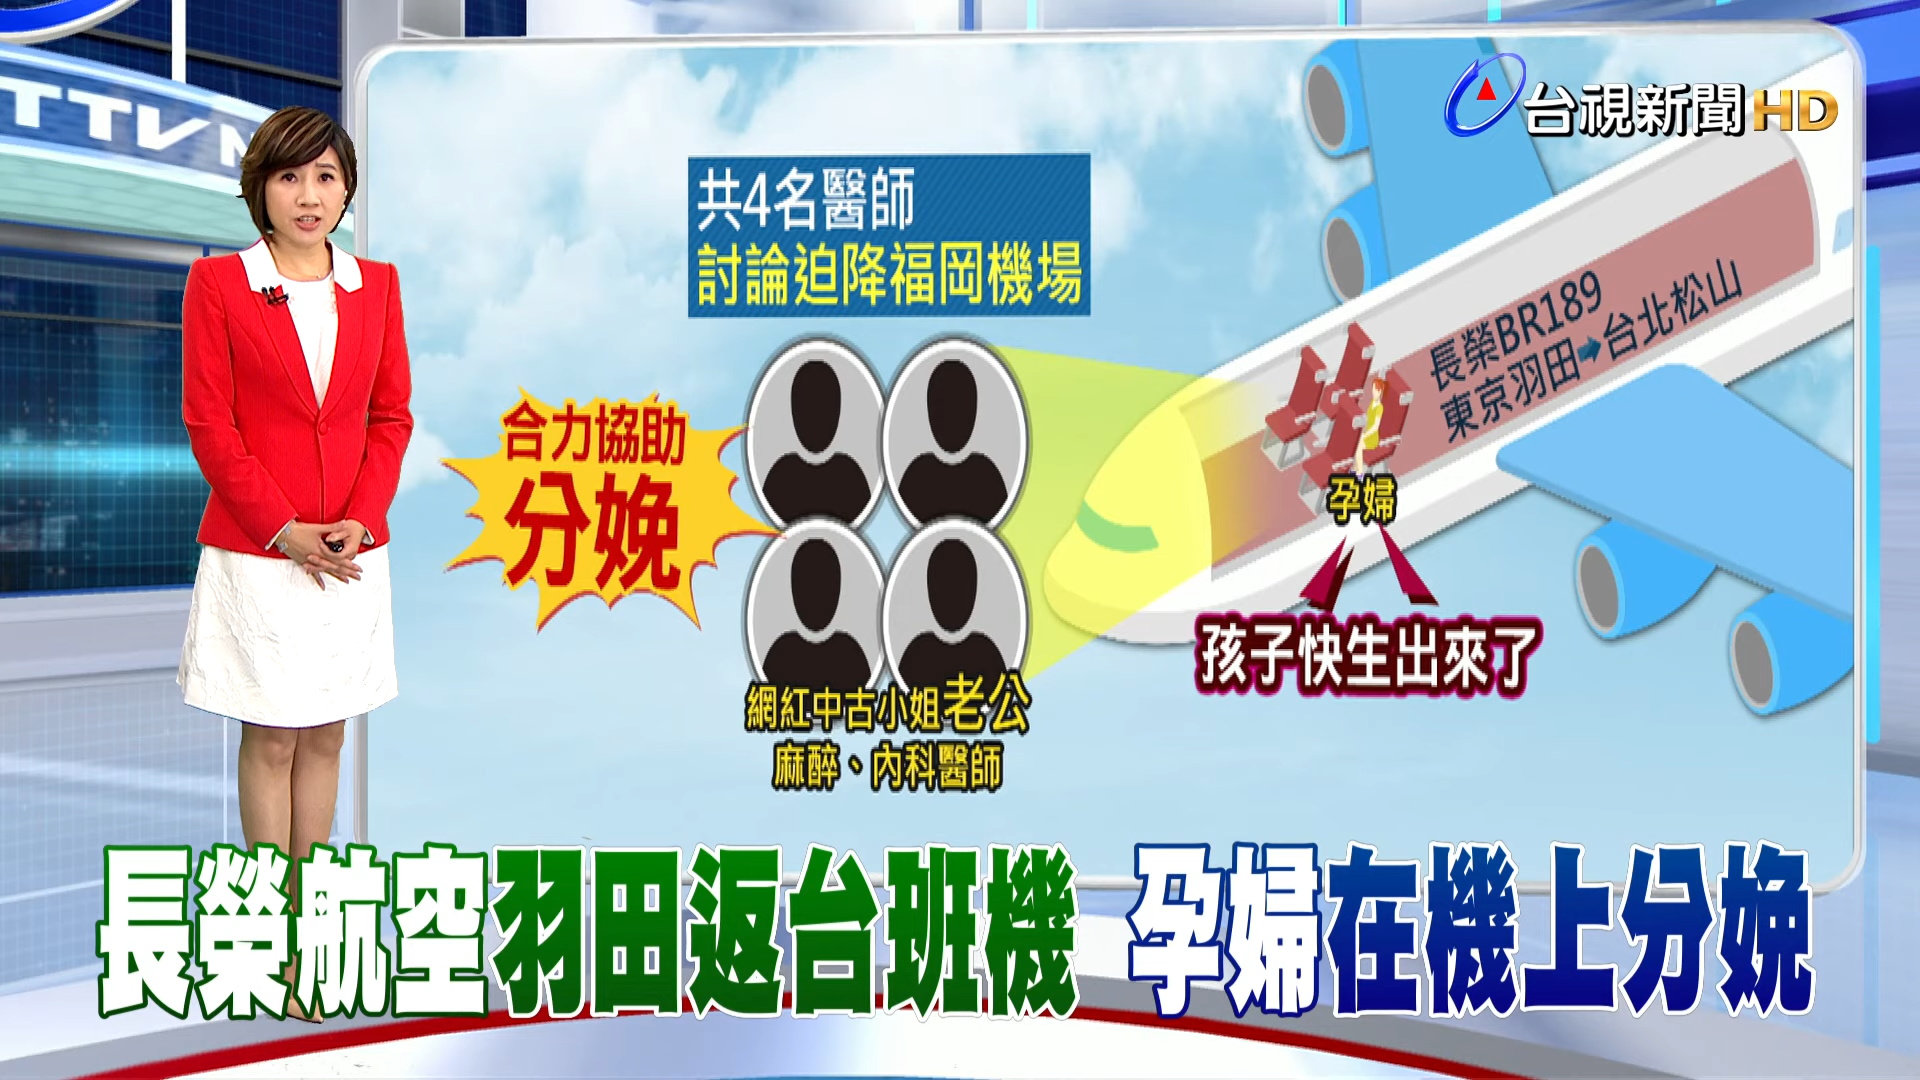 TTV N
台視新聞HD
共4名醫師
討論迫降福岡機場
長榮BR189
東京羽田➡台北松山
合力協助
分娩
孕婦
孩子快生出來了
網紅中古小姐老公
麻醉、內科醫師
長榮航空羽田返台班機 孕婦在機上分娩